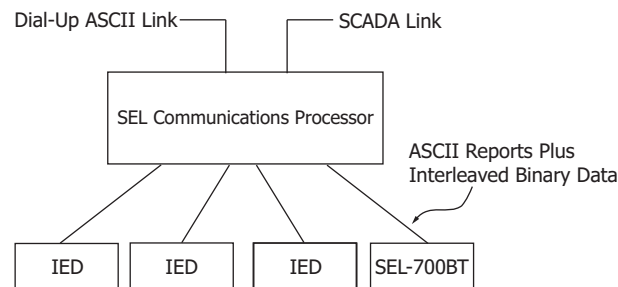 Dial-Up ASCII Link
SCADA Link
SEL Communications Processor
ASCII Reports Plus
Interleaved Binary Data
IED
IED
IED
SEL-700BT